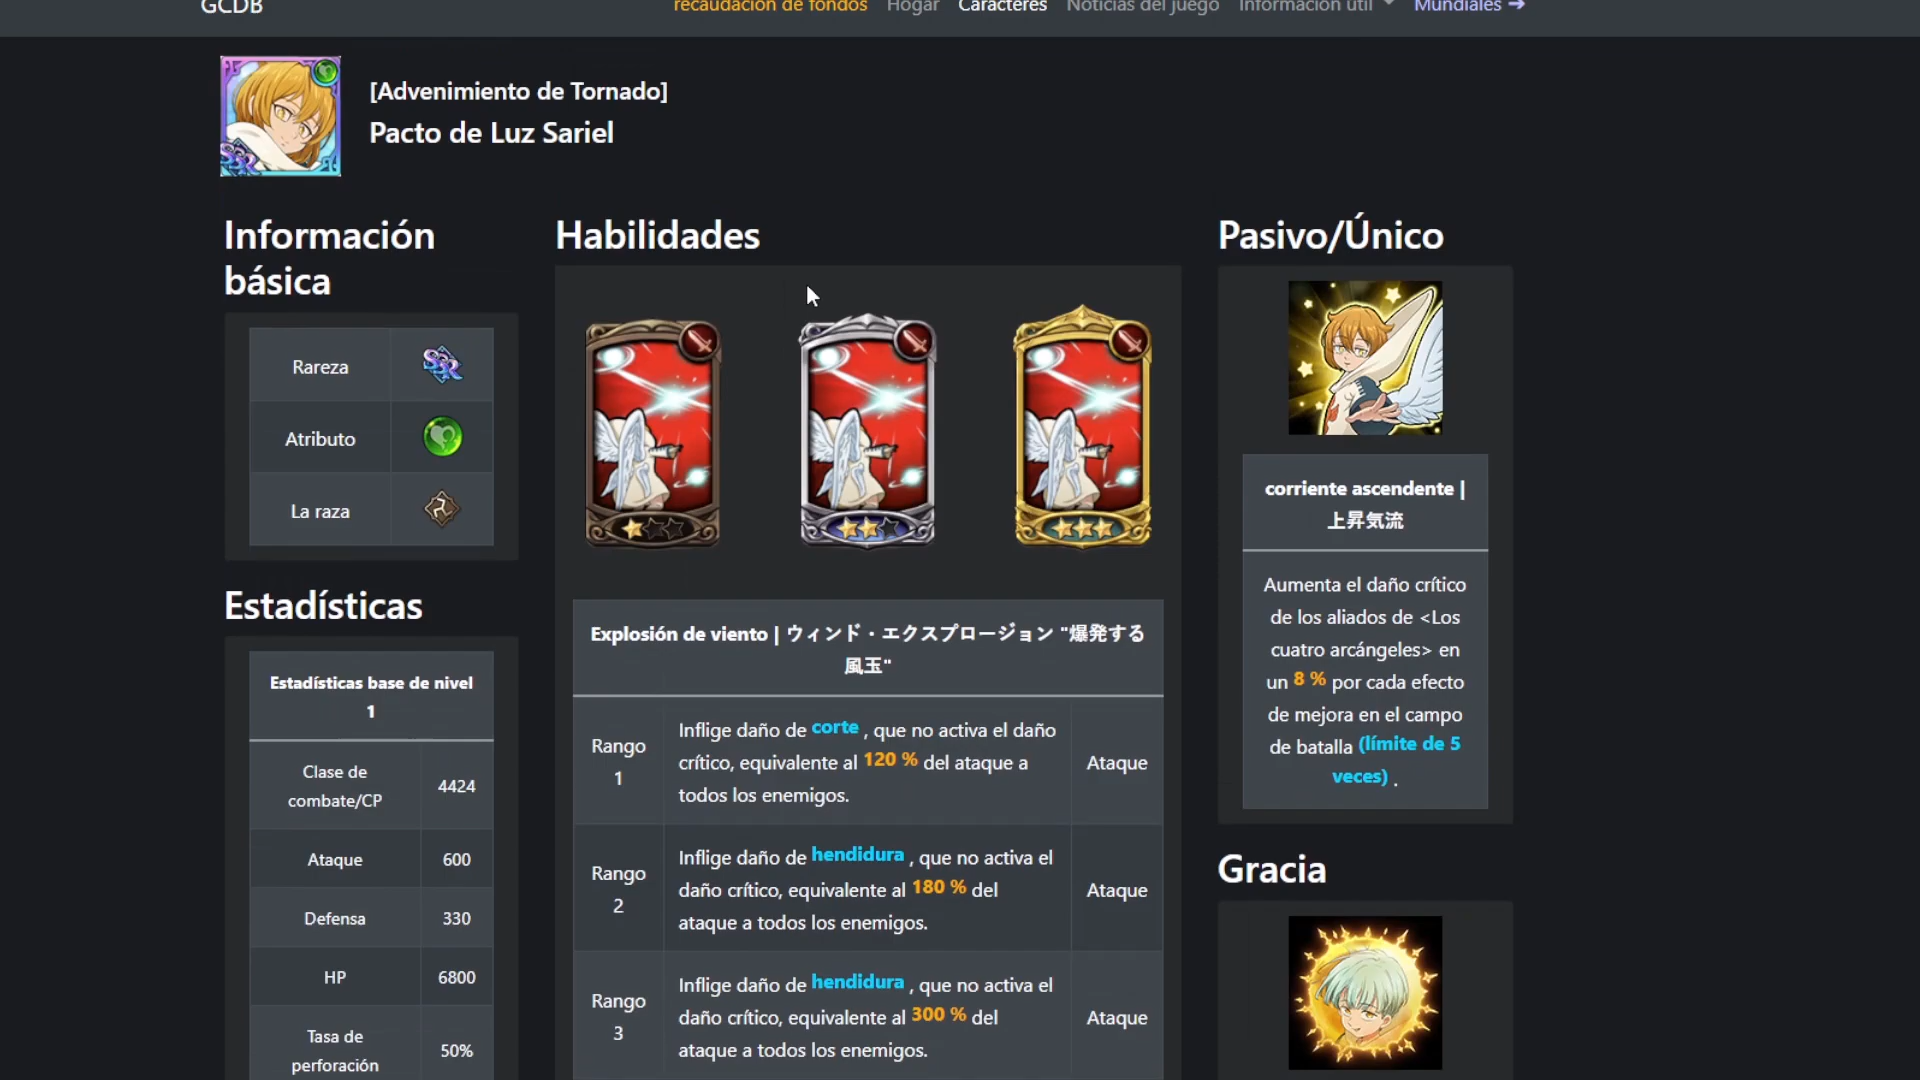 GCDB
recaudación de fondos
Hogar
Caracteres
Noticias del juego
Información útil
Mundiales →
[Advenimiento de Tornado]
Pacto de Luz Sariel
Información
básica
Rareza
SSR
Atributo
La raza
Estadísticas
Estadísticas base de nivel
1
Clase de
combate/CP
4424
Ataque
600
Defensa
330
HP
6800
Tasa de
perforación
50%
Habilidades
Explosión de viento | ウィンド・エクスプロージョン "爆発する
風玉"
Rango
1
Inflige daño de corte , que no activa el daño
crítico, equivalente al 120 % del ataque a
todos los enemigos.
Ataque
Rango
2
Inflige daño de hendidura , que no activa el
daño crítico, equivalente al 180 % del
ataque a todos los enemigos.
Ataque
Rango
3
Inflige daño de hendidura , que no activa el
daño crítico, equivalente al 300 % del
ataque a todos los enemigos.
Ataque
Pasivo/Único
corriente ascendente |
上昇気流
Aumenta el daño crítico
de los aliados de <Los
cuatro arcángeles> en
un 8 % por cada efecto
de mejora en el campo
de batalla (límite de 5
veces) .
Gracia